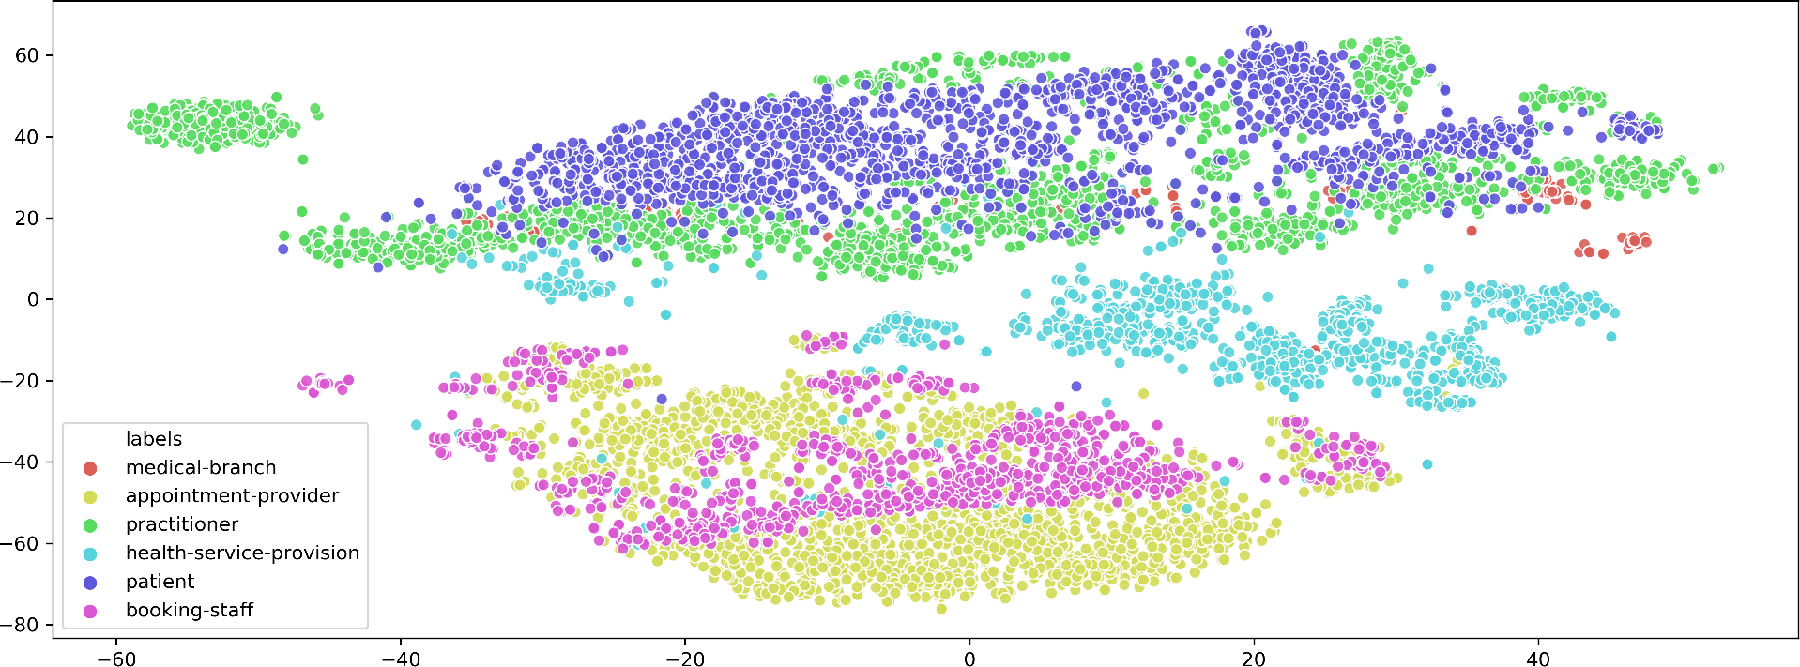 60
40
20
0
−20
−40
−60
−80
labels
medical-branch
appointment-provider
practitioner
health-service-provision
patient
booking-staff
−60 −40 −20 0 20 40